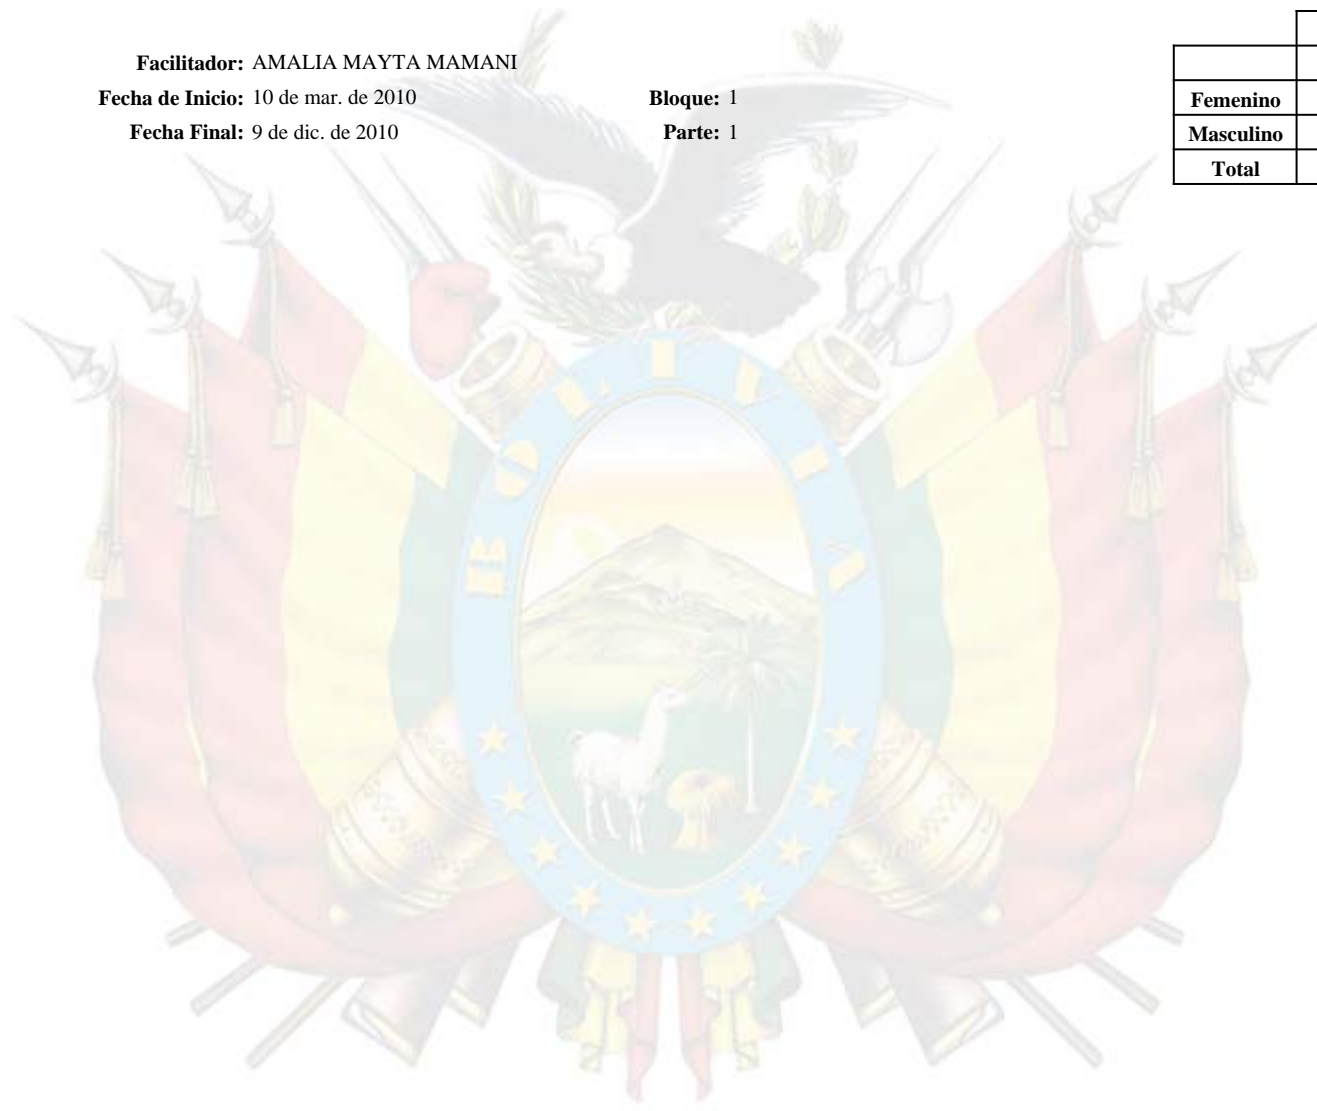 Facilitador: AMALIA MAYTA MAMANI
Fecha de Inicio: 10 de mar. de 2010 Bloque: 1
Fecha Final: 9 de dic. de 2010 Parte: 1
Femenino
Masculino
Total
BOLIVIA